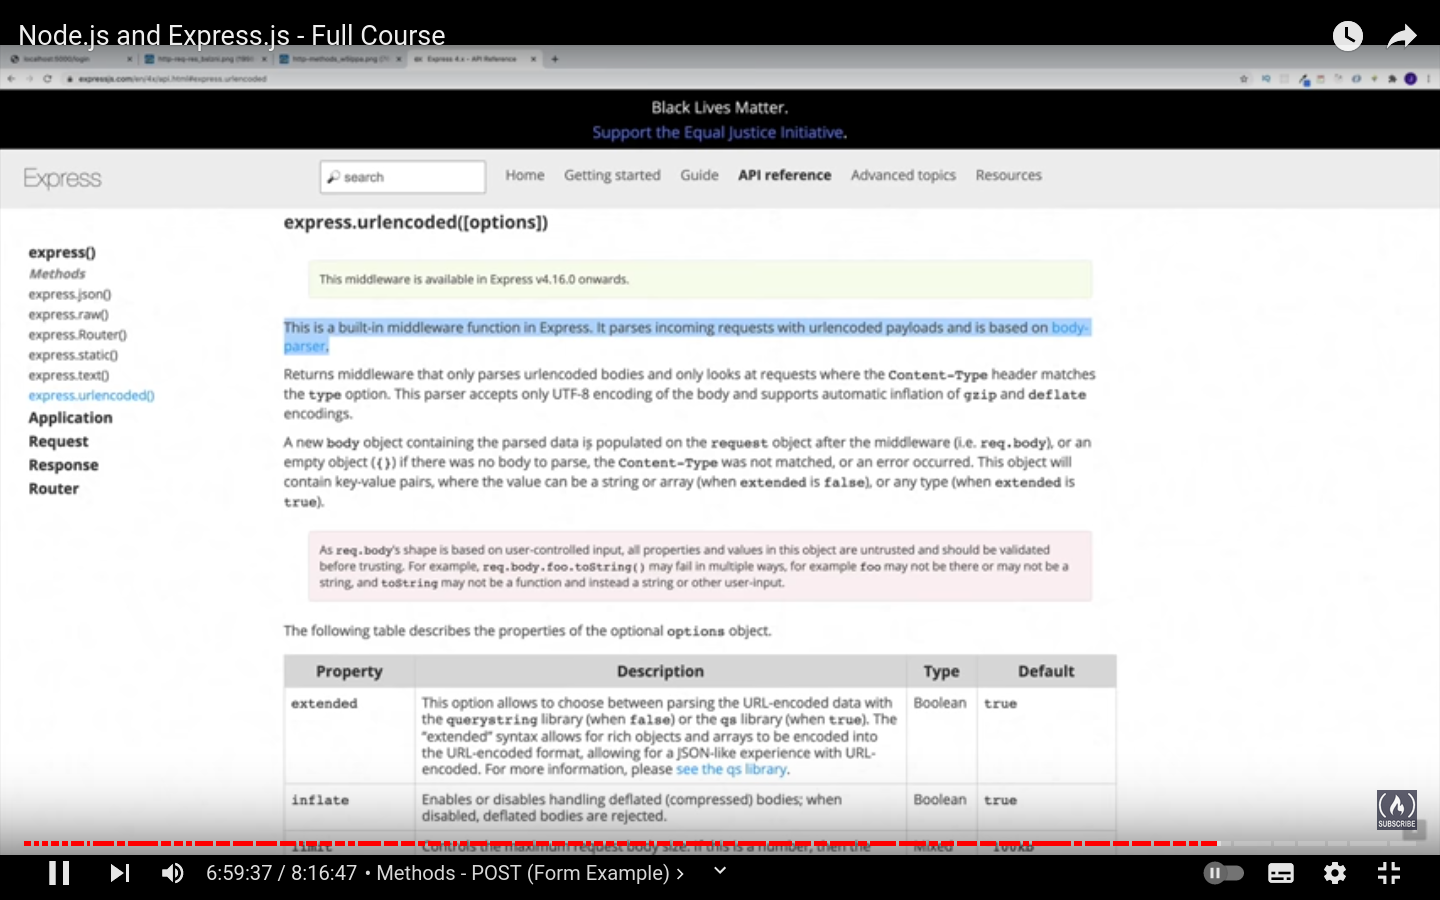 Node.js and Express.js - Full Course
localhost:5000/login
Express 4.x - API Reference
expressjs.com/en/4x/api.html#express.urlencoded
Black Lives Matter.
Support the Equal Justice Initiative.
Express
search
Home
Getting started
Guide
API reference
Advanced topics
Resources
express.urlencoded([options])
express()
Methods
express.json()
express.raw()
express.Router()
express.static()
express.text()
express.urlencoded()
Application
Request
Response
Router
This middleware is available in Express v4.16.0 onwards.
This is a built-in middleware function in Express. It parses incoming requests with urlencoded payloads and is based on body-
parser.
Returns middleware that only parses urlencoded bodies and only looks at requests where the Content-Type header matches
the type option. This parser accepts only UTF-8 encoding of the body and supports automatic inflation of gzip and deflate
encodings.
A new body object containing the parsed data is populated on the request object after the middleware (i.e. req.body), or an
empty object ({}) if there was no body to parse, the Content-Type was not matched, or an error occurred. This object will
contain key-value pairs, where the value can be a string or array (when extended is false), or any type (when extended is
true).
As req.body's shape is based on user-controlled input, all properties and values in this object are untrusted and should be validated
before trusting. For example, req.body.foo.toString() may fail in multiple ways, for example foo may not be there or may not be a
string, and toString may not be a function and instead a string or other user-input.
The following table describes the properties of the optional options object.
Property
Description
Type
Default
extended
This option allows to choose between parsing the URL-encoded data with
the querystring library (when false) or the qs library (when true). The
"extended" syntax allows for rich objects and arrays to be encoded into
the URL-encoded format, allowing for a JSON-like experience with URL-
encoded. For more information, please see the qs library.
Boolean
true
inflate
Enables or disables handling deflated (compressed) bodies; when
disabled, deflated bodies are rejected.
Boolean
true
limit
Controls the maximum request body size. If this is a number, then the
Mixed
"100kb"
SUBSCRIBE
6:59:37 / 8:16:47 • Methods - POST (Form Example)